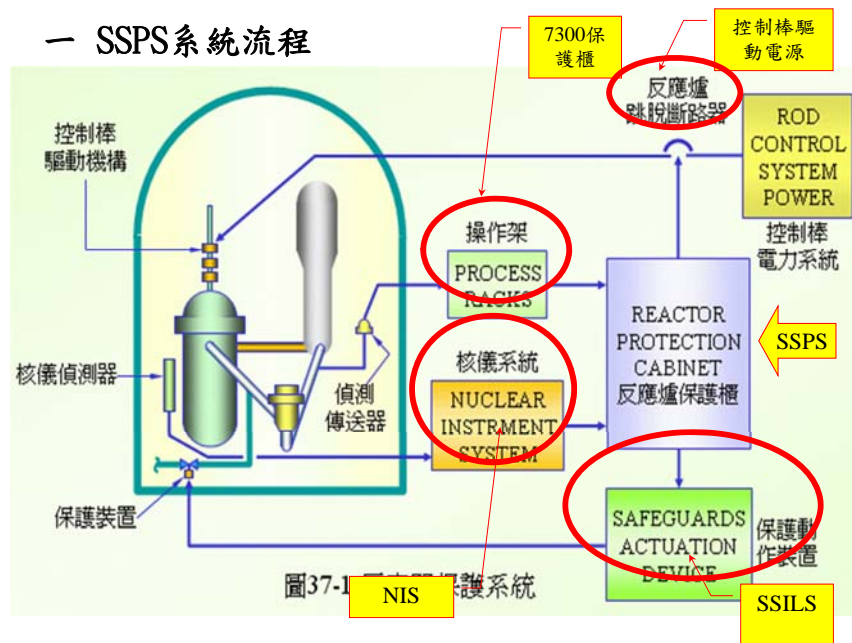 一 SSPS系統流程
7300保
護櫃
控制棒驅
動電源
反應爐
跳脫斷路器
ROD
CONTROL
SYSTEM
POWER
控制棒
電力系統
控制棒
驅動機構
操作架
PROCESS
RACKS
REACTOR
PROTECTION
CABINET
反應爐保護櫃
SSPS
核儀偵測器
偵測
傳送器
核儀系統
NUCLEAR
INSTRMENT
SYSTEM
保護裝置
SAFEGUARDS
ACTUATION
DEVICE
保護動
作裝置
圖37-1 保護系統
NIS
SSILS